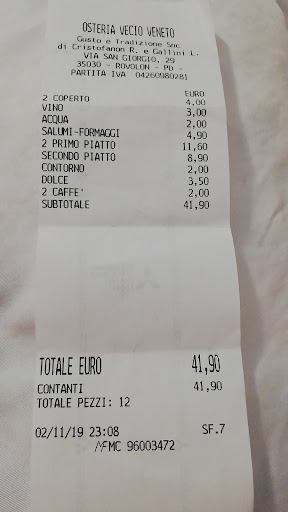 OSTERIA VECIO VENETO
Gusto e Tradizione Snc
di Cristofanon R. e Gallini L.
VIA SAN GIORGIO, 29
35030 - ROVOLON - PD -
PARTITA IVA 04260980281
EURO
2 COPERTO 4,00
VINO 3,00
ACQUA 2,00
SALUMI-FORMAGGI 4,90
2 PRIMO PIATTO 11,60
SECONDO PIATTO 8,90
CONTORNO 2,00
DOLCE 3,50
2 CAFFE' 2,00
SUBTOTALE 41,90
TOTALE EURO 41,90
CONTANTI 41,90
TOTALE PEZZI: 12
02/11/19 23:08 SF.7
MF MC 96003472